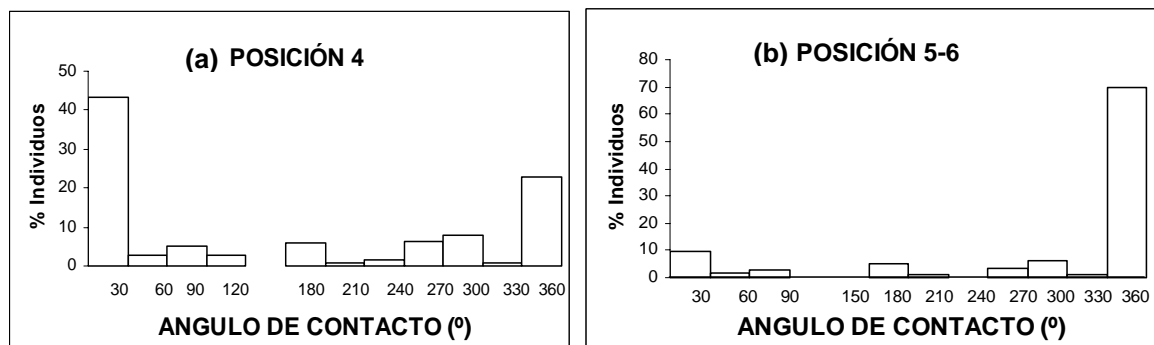 (a) POSICIÓN 4
% Individuos
50
40
30
20
10
0
30 60 90 120 180 210 240 270 300 330 360
ANGULO DE CONTACTO (º)
(b) POSICIÓN 5-6
% Individuos
80
70
60
50
40
30
20
10
0
30 60 90 150 180 210 240 270 300 330 360
ANGULO DE CONTACTO (º)